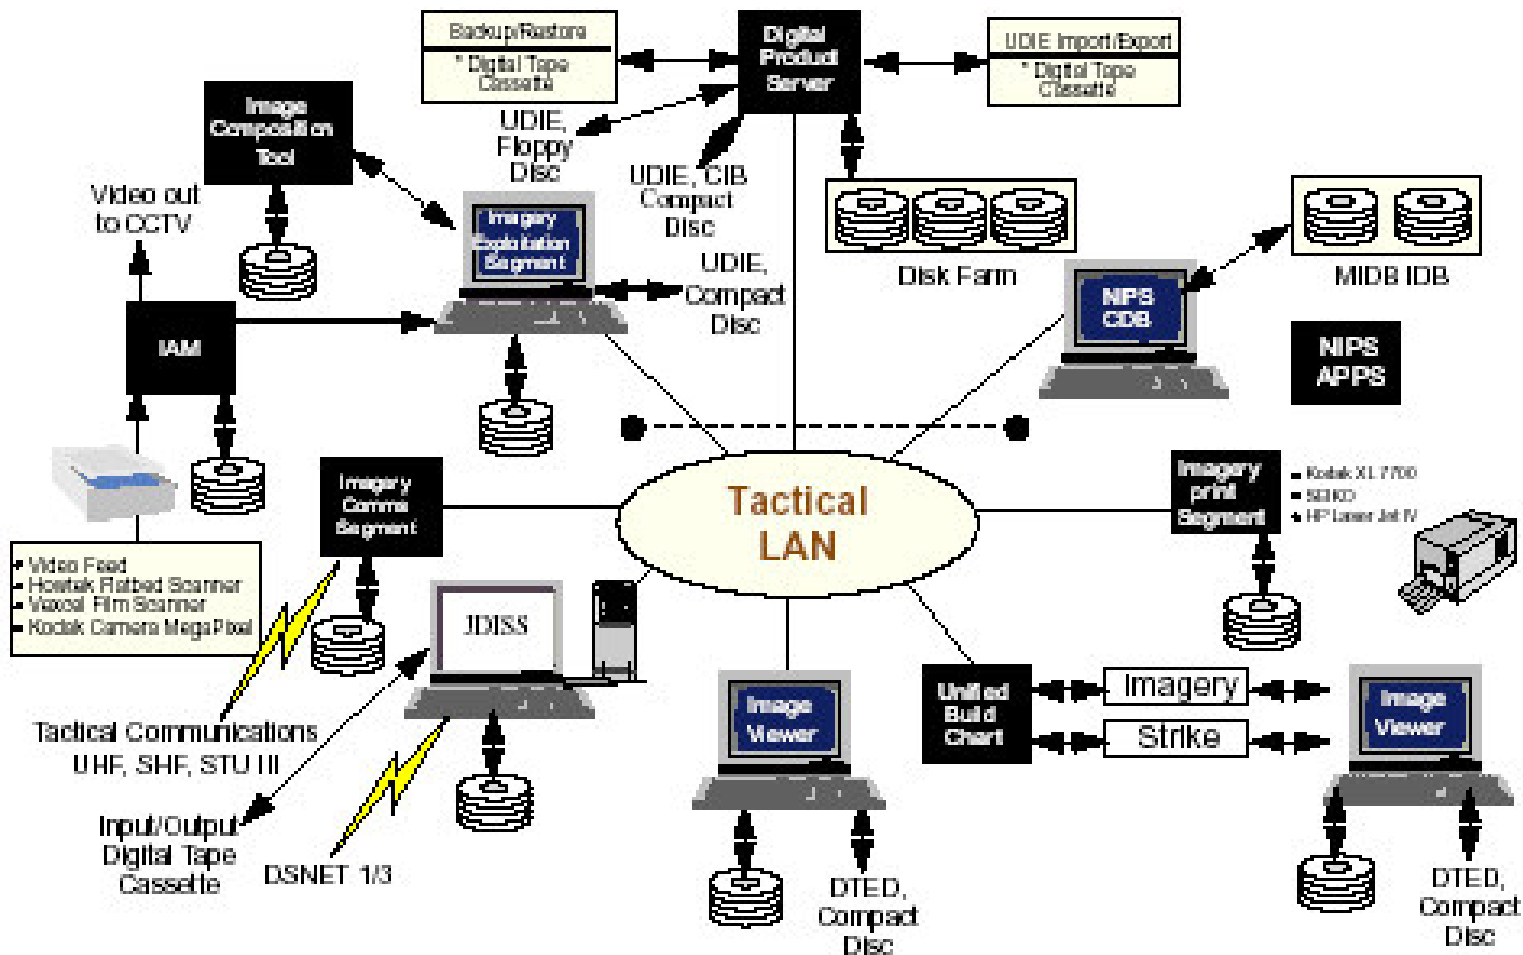 Backup/Restore
* Digital Tape
Cassette
Digital
Product
Server
UDIE Import/Export
* Digital Tape
Cassette
Image
Composition
Tool
UDIE,
Floppy
Disc
UDIE, CIB
Compact
Disc
Video out
to CCTV
Imagery
Exploitation
Segment
UDIE,
Compact
Disc
Disk Farm
MIDB IDB
NIPS
CDB
IAM
NIPS
APPS
Tactical
LAN
Imagery
Comms
Segment
Imagery
print
Segment
• Kodak XL 7700
• SEIKO
• HP Laser Jet IV
• Video Feed
• Howtek Flatbed Scanner
• Vexcel Film Scanner
• Kodak Camera MegaPixel
JDISS
Tactical Communications
UHF, SHF, STU III
Input/Output
Digital Tape
Cassette
DSNET 1/3
Image
Viewer
DTED,
Compact
Disc
Unified
Build
Chart
Imagery
Strike
Image
Viewer
DTED,
Compact
Disc